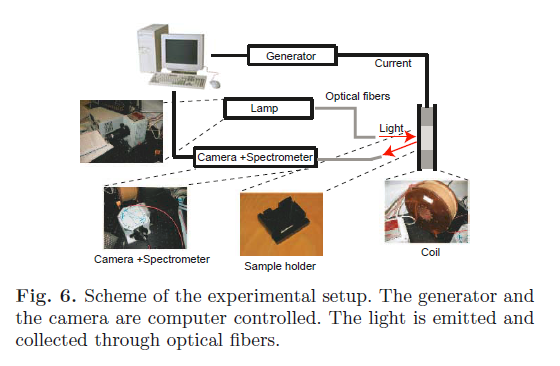 Generator
Current
Optical fibers
Lamp
Light
Camera +Spectrometer
Camera +Spectrometer
Sample holder
Coil
Fig. 6. Scheme of the experimental setup. The generator and
the camera are computer controlled. The light is emitted and
collected through optical fibers.